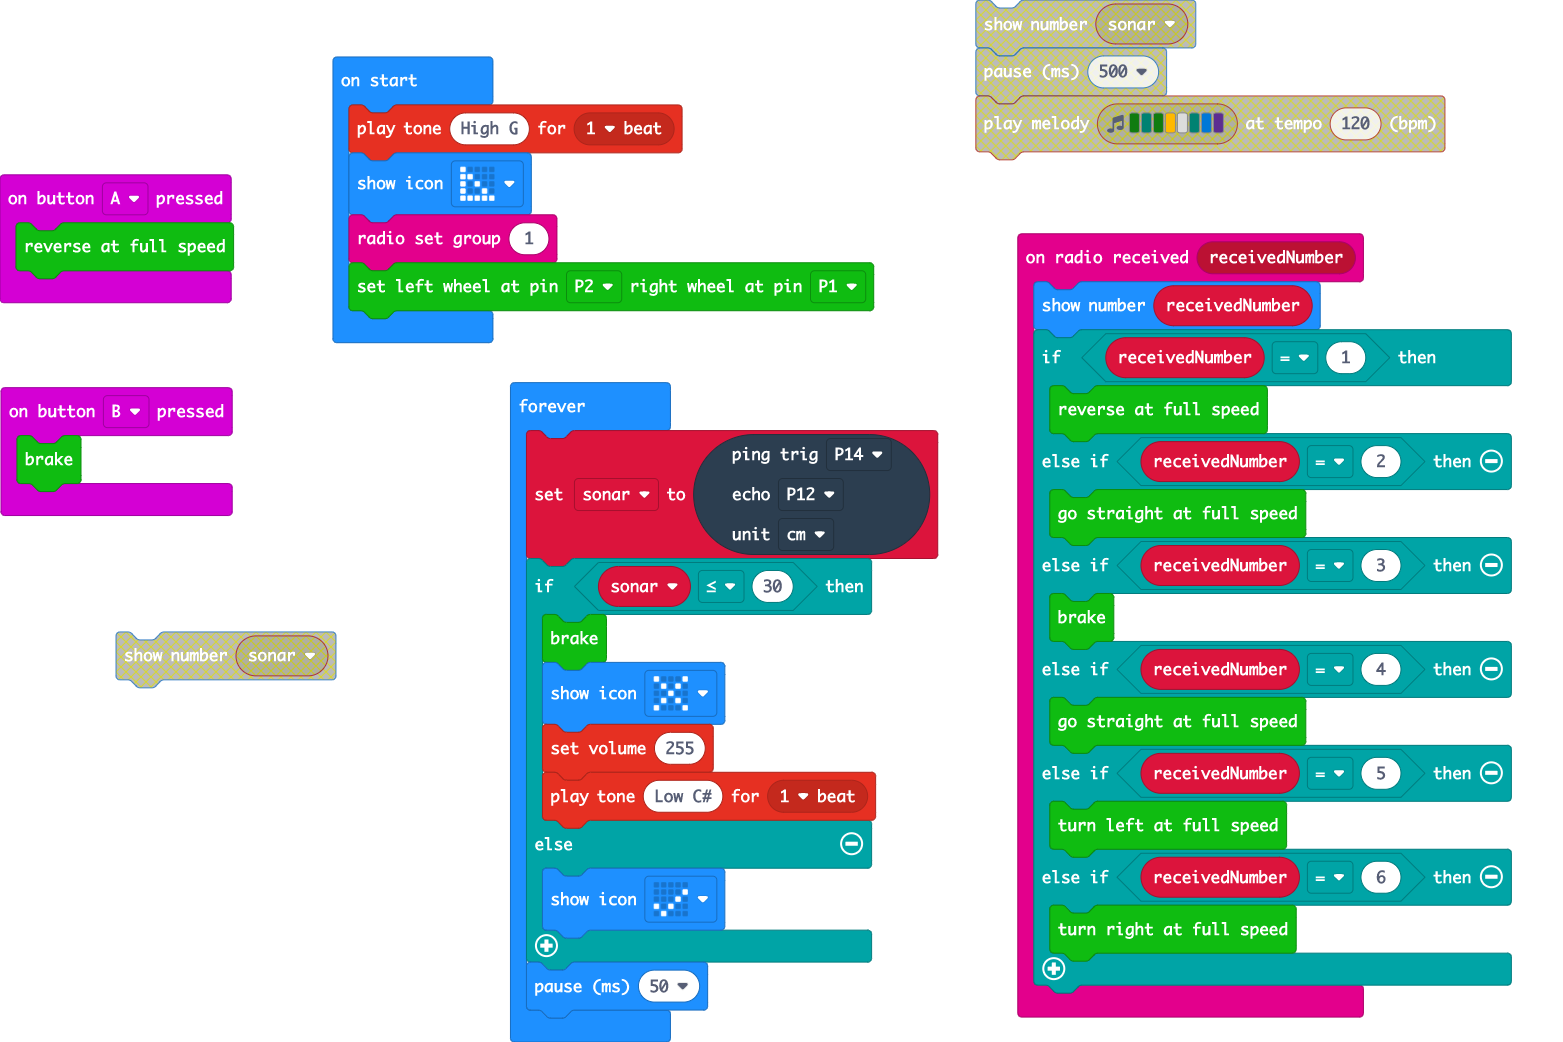 show number sonar
pause (ms) 500
play melody at tempo 120 (bpm)
on start
play tone High G for 1 beat
show icon
radio set group 1
set left wheel at pin P2 right wheel at pin P1
on button A pressed
reverse at full speed
on button B pressed
brake
show number sonar
forever
set sonar to ping trig P14
echo P12
unit cm
if sonar ≤ 30 then
brake
show icon
set volume 255
play tone Low C# for 1 beat
else
show icon
pause (ms) 50
on radio received receivedNumber
show number receivedNumber
if receivedNumber = 1 then
reverse at full speed
else if receivedNumber = 2 then
go straight at full speed
else if receivedNumber = 3 then
brake
else if receivedNumber = 4 then
go straight at full speed
else if receivedNumber = 5 then
turn left at full speed
else if receivedNumber = 6 then
turn right at full speed